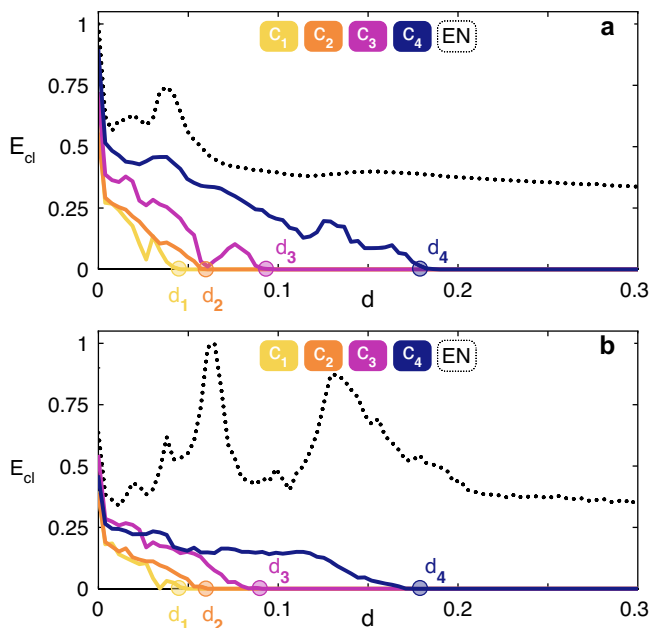 a
C₁ C₂ C₃ C₄ EN
1
0.75
E_cl 0.5
0.25
0
d₃ d₄
0 0.1 0.2 0.3
d₁ d₂ d
b
C₁ C₂ C₃ C₄ EN
1
0.75
E_cl 0.5
0.25
0
d₃ d₄
0 0.1 0.2 0.3
d₁ d₂ d